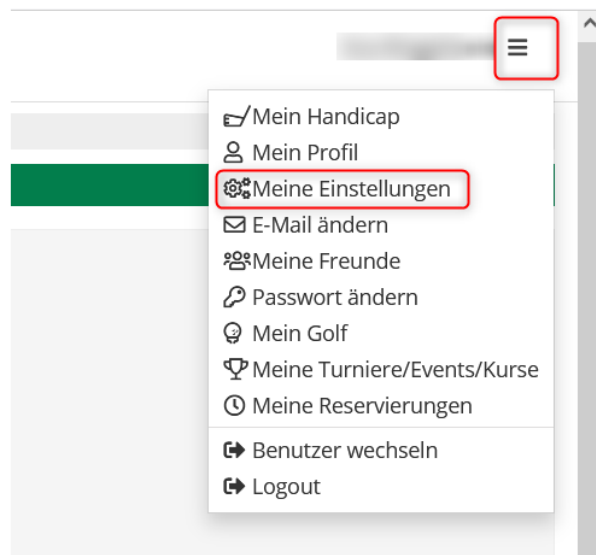 Mein Handicap
Mein Profil
Meine Einstellungen
E-Mail ändern
Meine Freunde
Passwort ändern
Mein Golf
Meine Turniere/Events/Kurse
Meine Reservierungen
Benutzer wechseln
Logout